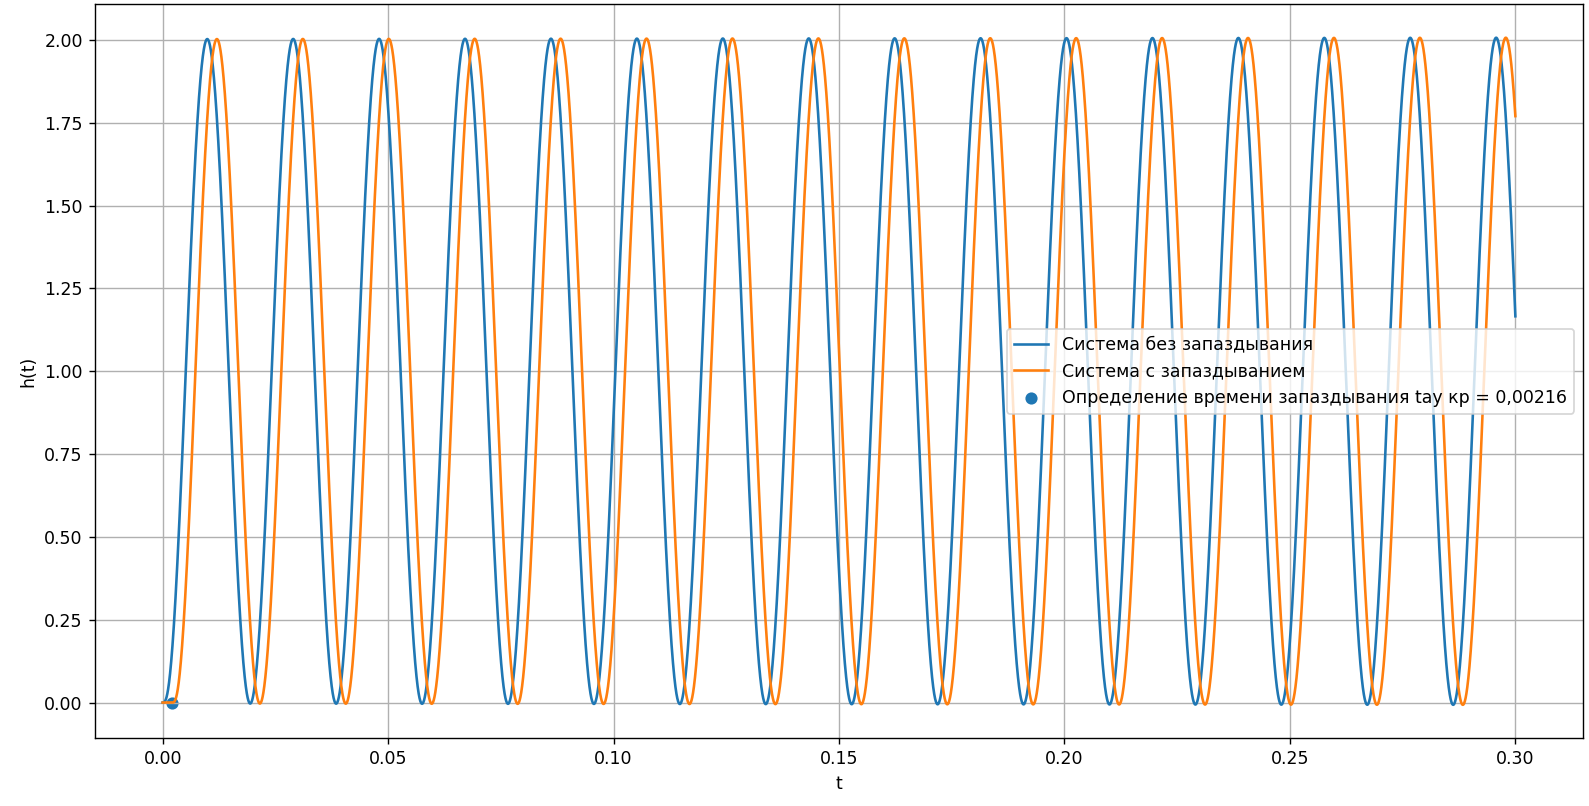 2.00
1.75
1.50
1.25
1.00
0.75
0.50
0.25
0.00
h(t)
Система без запаздывания
Система с запаздыванием
Определение времени запаздывания tay кр = 0,00216
0.00 0.05 0.10 0.15 0.20 0.25 0.30
t